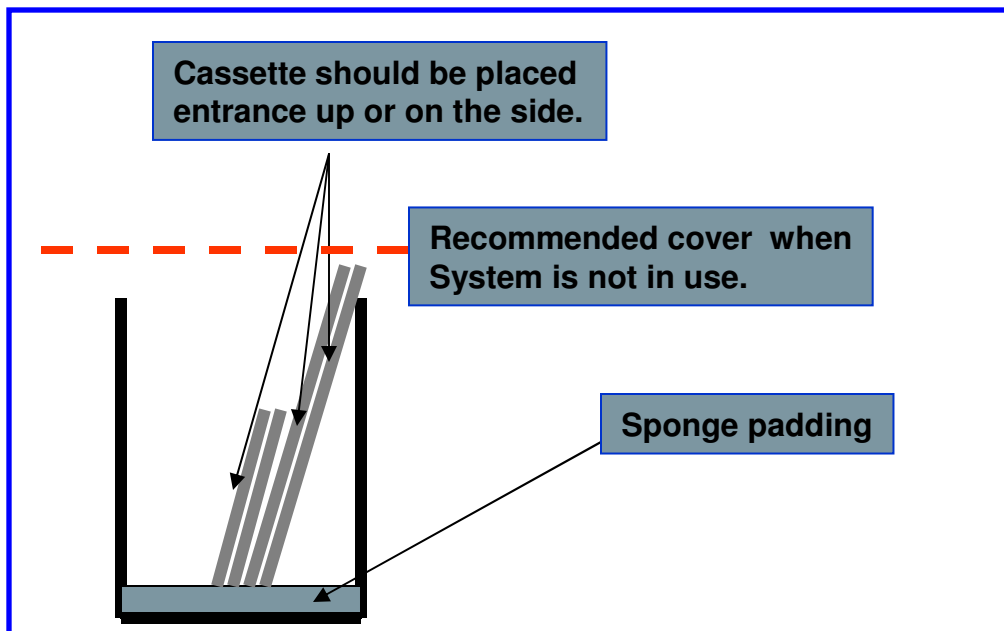 Cassette should be placed
entrance up or on the side.
Recommended cover  when
System is not in use.
Sponge padding